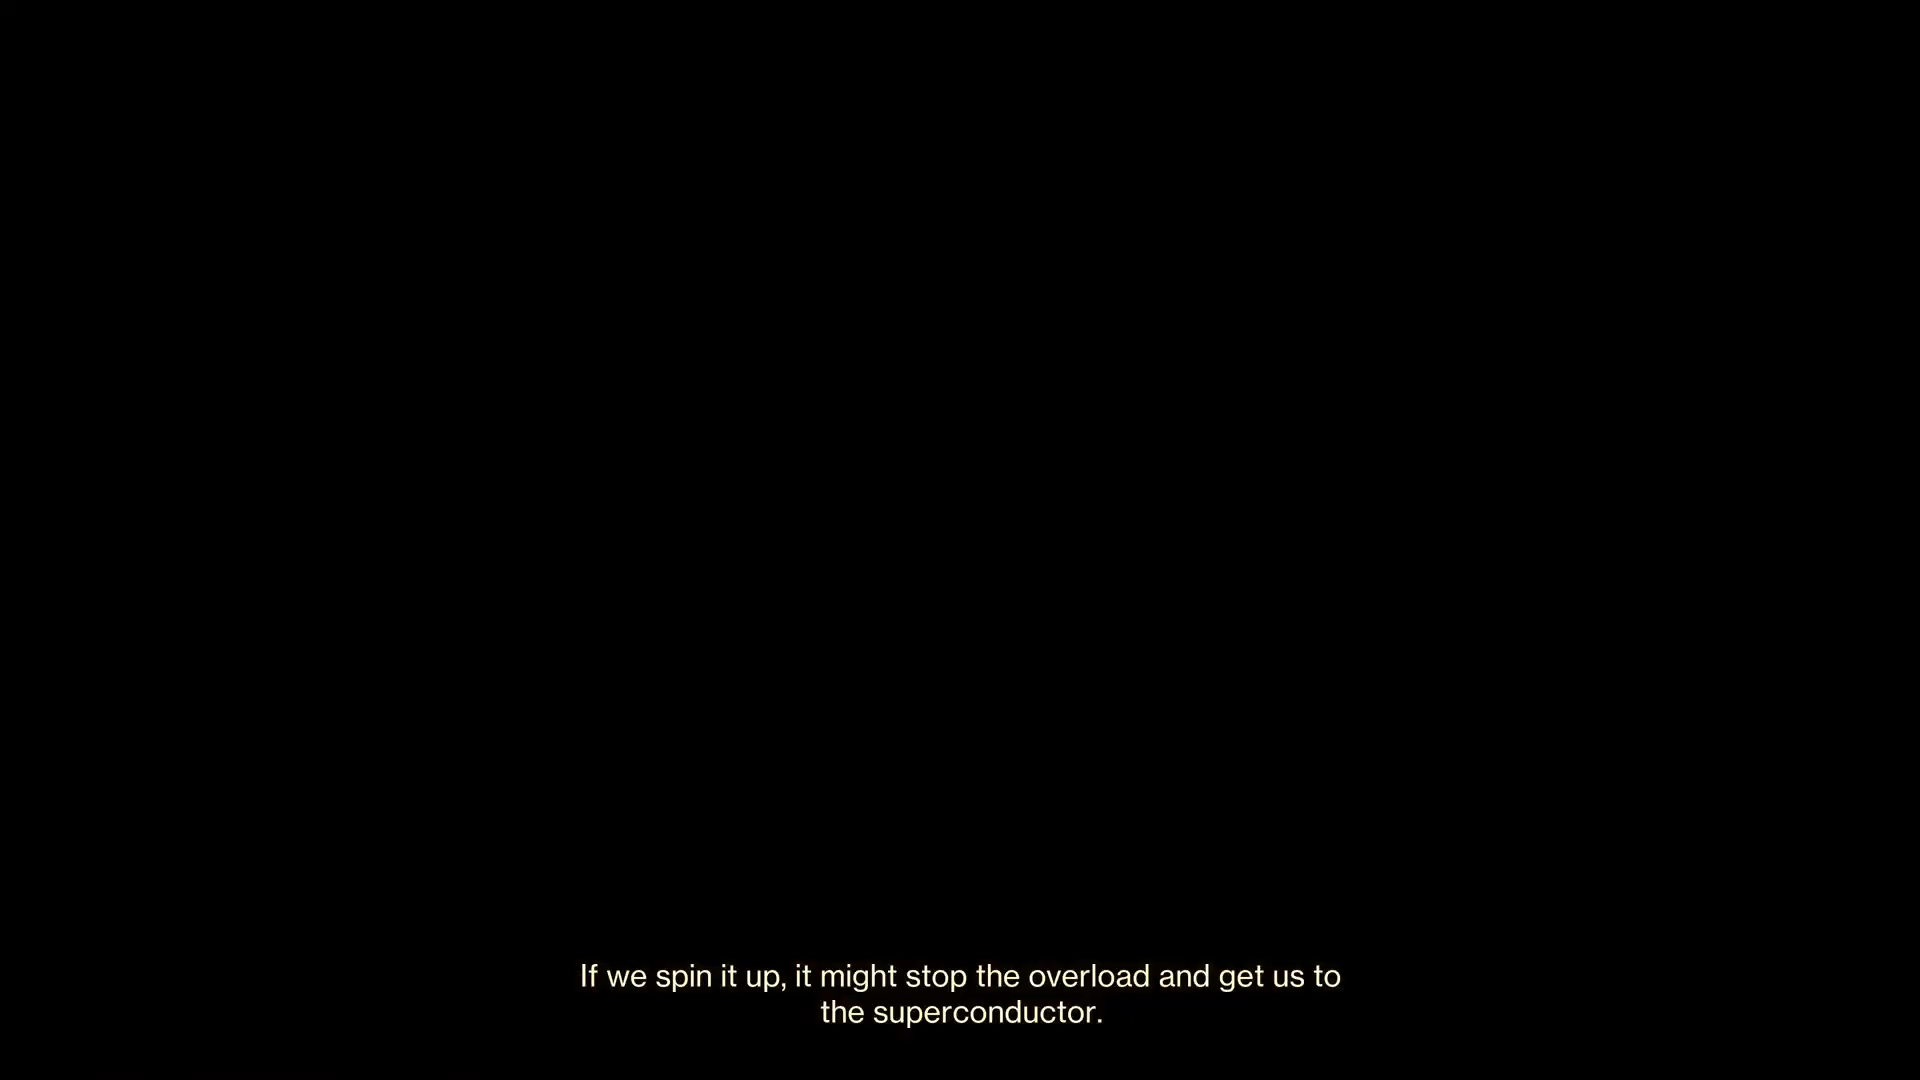 If we spin it up, it might stop the overload and get us to
the superconductor.